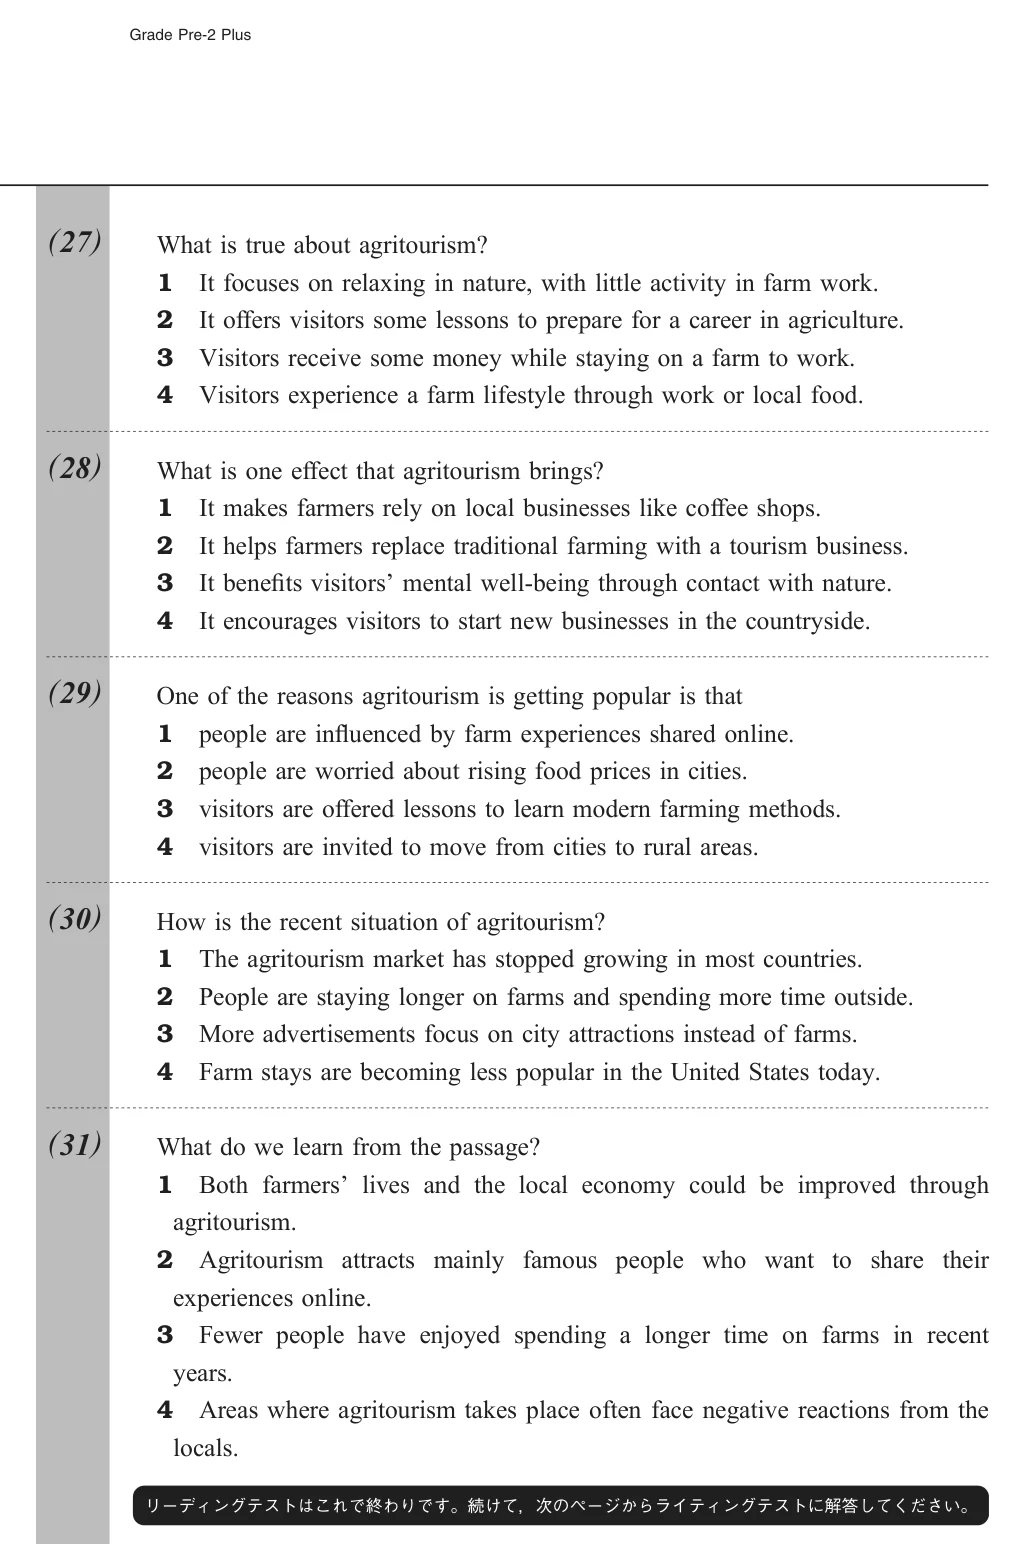 Grade Pre-2 Plus
(27) What is true about agritourism?
1 It focuses on relaxing in nature, with little activity in farm work.
2 It offers visitors some lessons to prepare for a career in agriculture.
3 Visitors receive some money while staying on a farm to work.
4 Visitors experience a farm lifestyle through work or local food.
(28) What is one effect that agritourism brings?
1 It makes farmers rely on local businesses like coffee shops.
2 It helps farmers replace traditional farming with a tourism business.
3 It benefits visitors’ mental well-being through contact with nature.
4 It encourages visitors to start new businesses in the countryside.
(29) One of the reasons agritourism is getting popular is that
1 people are influenced by farm experiences shared online.
2 people are worried about rising food prices in cities.
3 visitors are offered lessons to learn modern farming methods.
4 visitors are invited to move from cities to rural areas.
(30) How is the recent situation of agritourism?
1 The agritourism market has stopped growing in most countries.
2 People are staying longer on farms and spending more time outside.
3 More advertisements focus on city attractions instead of farms.
4 Farm stays are becoming less popular in the United States today.
(31) What do we learn from the passage?
1 Both farmers’ lives and the local economy could be improved through
agritourism.
2 Agritourism attracts mainly famous people who want to share their
experiences online.
3 Fewer people have enjoyed spending a longer time on farms in recent
years.
4 Areas where agritourism takes place often face negative reactions from the
locals.
リーディングテストはこれで終わりです。続けて，次のページからライティングテストに解答してください。